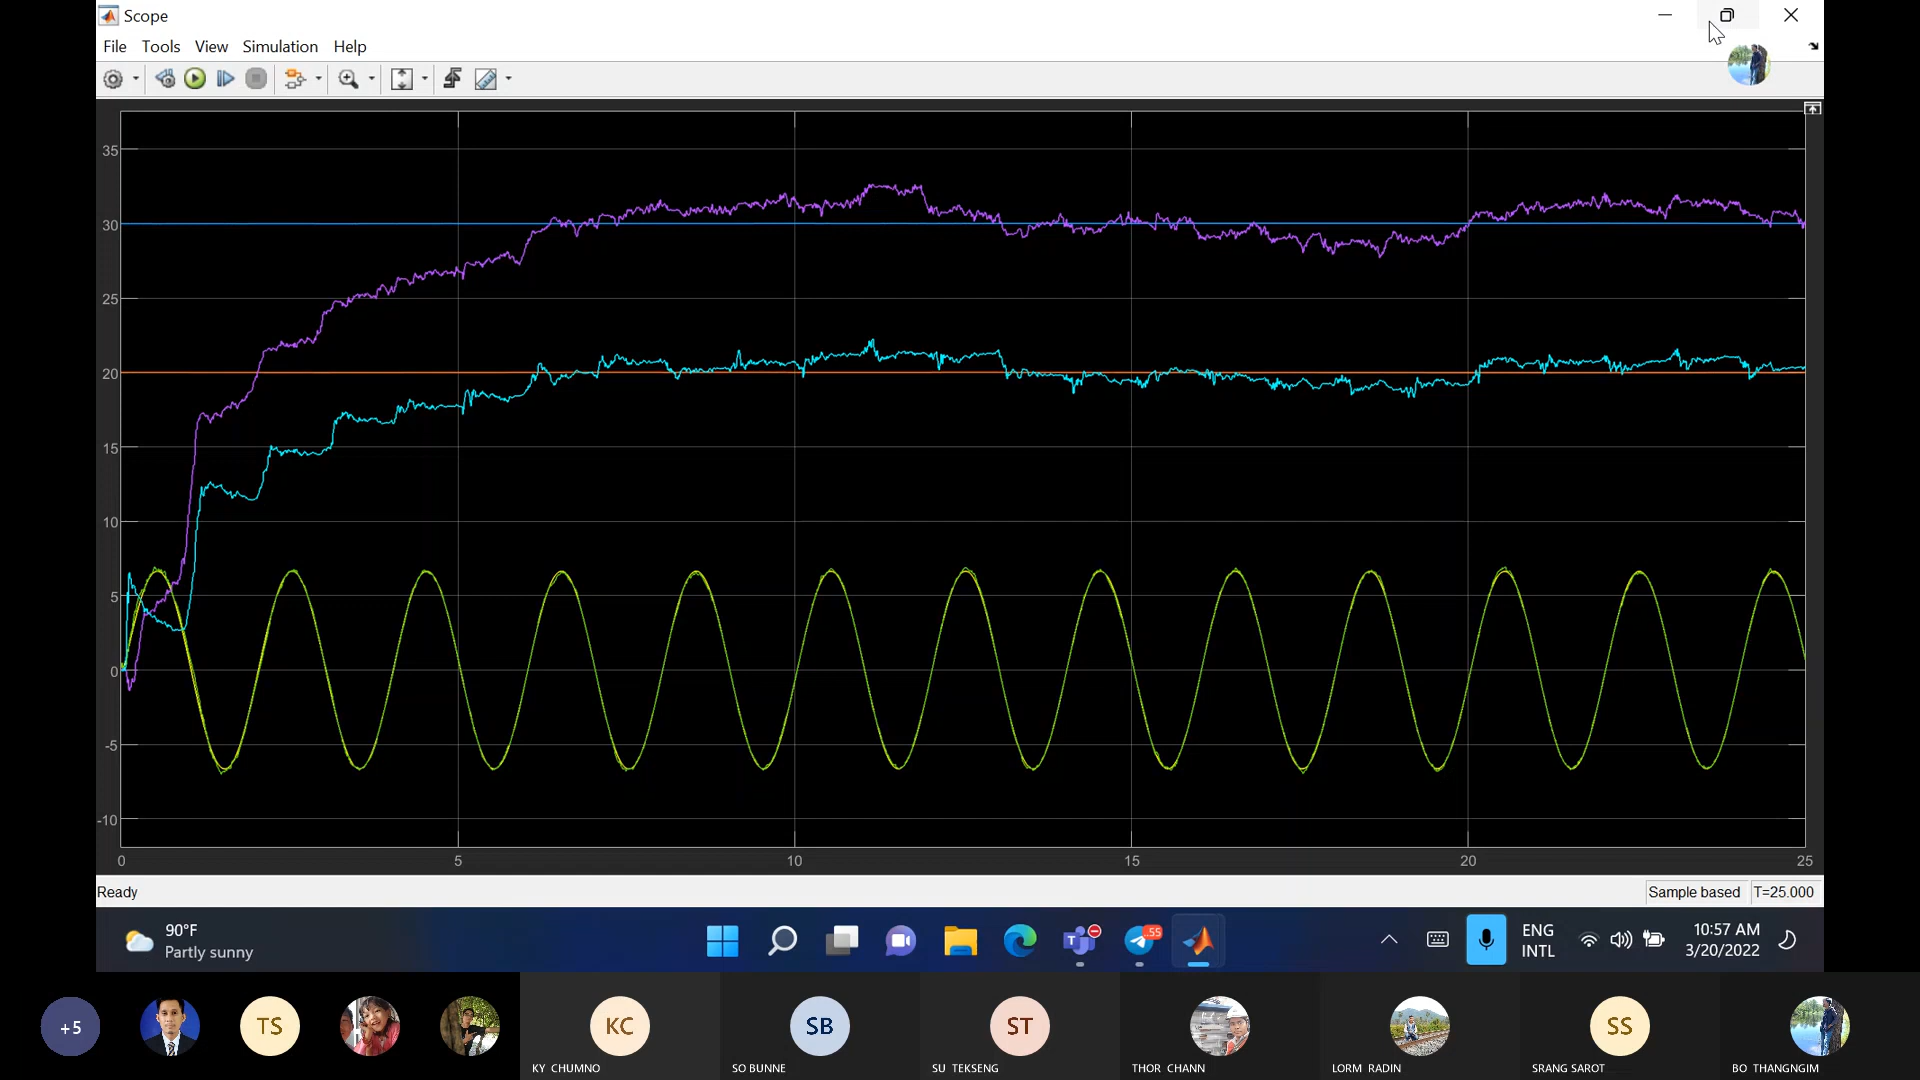 Scope
File Tools View Simulation Help
35
30
25
20
15
10
5
0
-5
-10
0 5 10 15 20 25
Ready
Sample based T=25.000
90°F
Partly sunny
55
ENG
INTL
10:57 AM
3/20/2022
+5
TS
KC
SB
ST
SS
KY CHUMNO
SO BUNNE
SU TEKSENG
THOR CHANN
LORM RADIN
SRANG SAROT
BO THANGNGIM